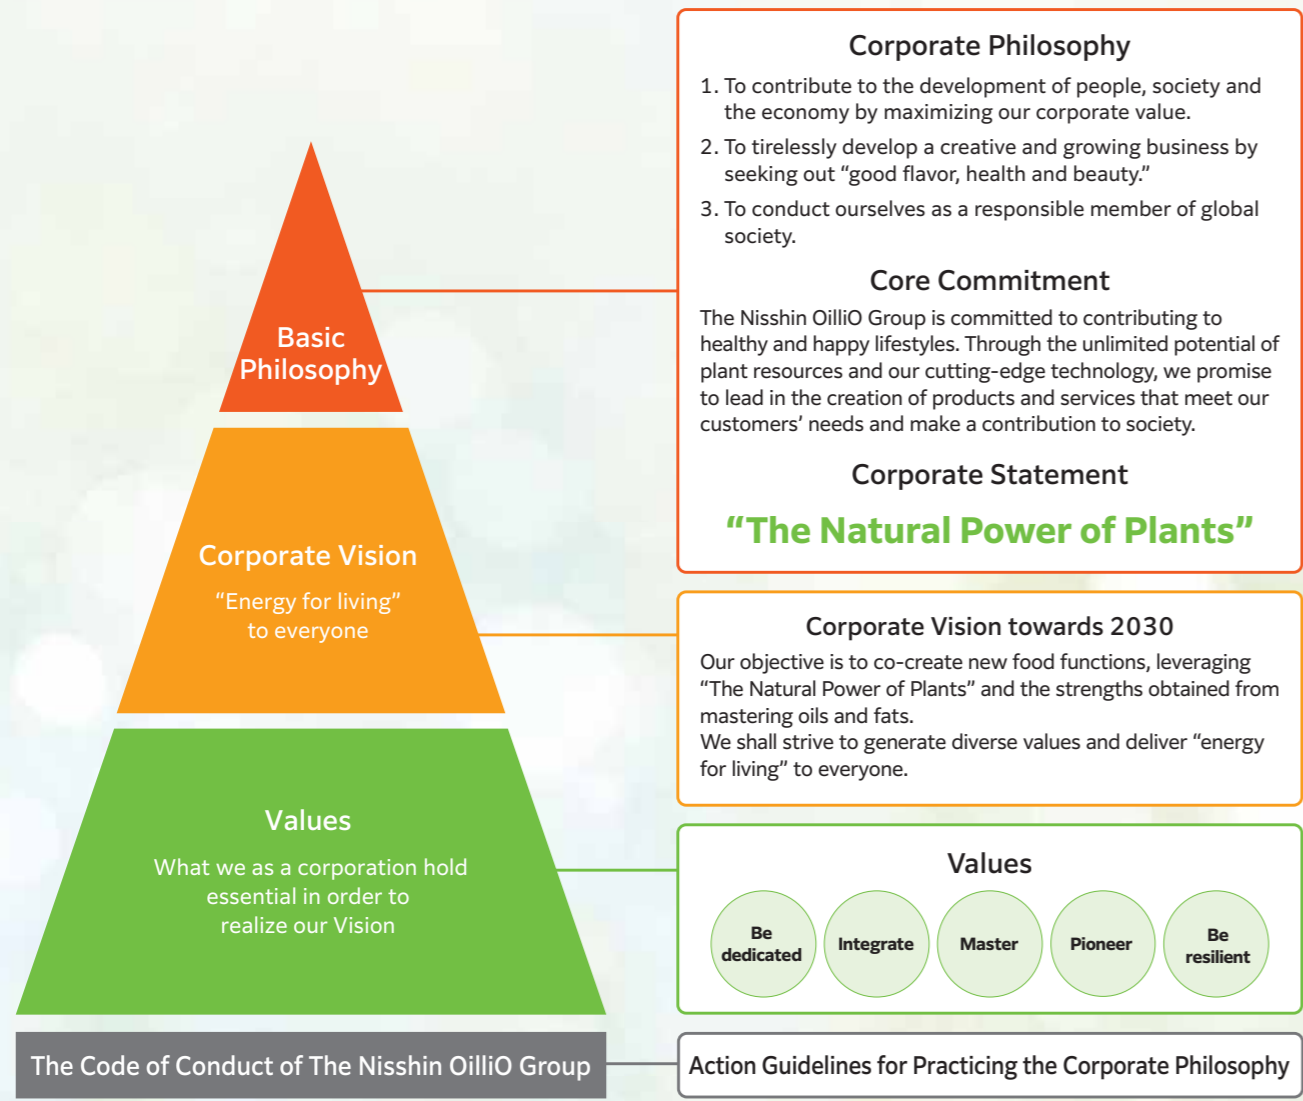 Basic
Philosophy
Corporate Vision
“Energy for living”
to everyone
Values
What we as a corporation hold
essential in order to
realize our Vision
The Code of Conduct of The Nisshin OilliO Group
Corporate Philosophy
1. To contribute to the development of people, society and
the economy by maximizing our corporate value.
2. To tirelessly develop a creative and growing business by
seeking out “good flavor, health and beauty.”
3. To conduct ourselves as a responsible member of global
society.
Core Commitment
The Nisshin OilliO Group is committed to contributing to
healthy and happy lifestyles. Through the unlimited potential of
plant resources and our cutting-edge technology, we promise
to lead in the creation of products and services that meet our
customers’ needs and make a contribution to society.
Corporate Statement
“The Natural Power of Plants”
Corporate Vision towards 2030
Our objective is to co-create new food functions, leveraging
“The Natural Power of Plants” and the strengths obtained from
mastering oils and fats.
We shall strive to generate diverse values and deliver “energy
for living” to everyone.
Values
Be
dedicated
Integrate
Master
Pioneer
Be
resilient
Action Guidelines for Practicing the Corporate Philosophy